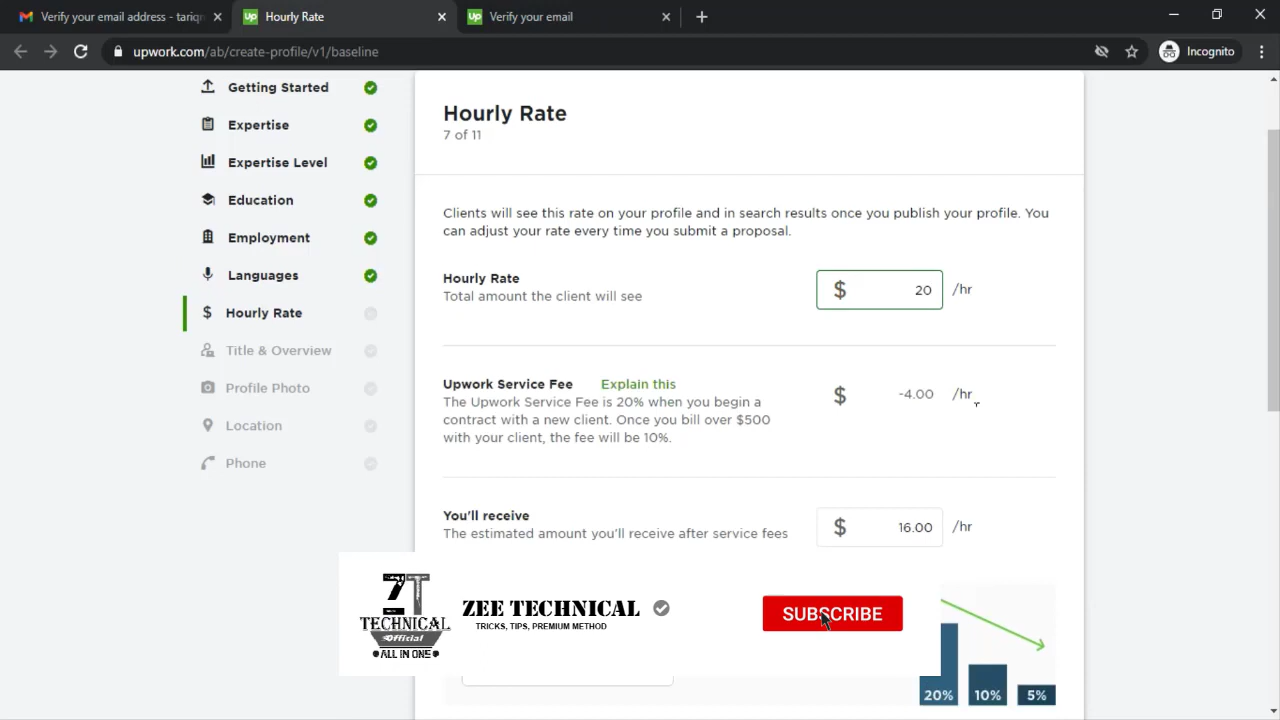 Verify your email address - tariqr
Hourly Rate
Verify your email
upwork.com/ab/create-profile/v1/baseline
Incognito
Getting Started
Expertise
Expertise Level
Education
Employment
Languages
$ Hourly Rate
Title & Overview
Profile Photo
Location
Phone
Hourly Rate
7 of 11
Clients will see this rate on your profile and in search results once you publish your profile. You
can adjust your rate every time you submit a proposal.
Hourly Rate
Total amount the client will see
$ 20 /hr
Upwork Service Fee Explain this
The Upwork Service Fee is 20% when you begin a
contract with a new client. Once you bill over $500
with your client, the fee will be 10%.
$ -4.00 /hr
You'll receive
The estimated amount you'll receive after service fees
$ 16.00 /hr
ZT
TECHNICAL
Official
ALL IN ONE
ZEE TECHNICAL
TRICKS, TIPS, PREMIUM METHOD
SUBSCRIBE
20% 10% 5%